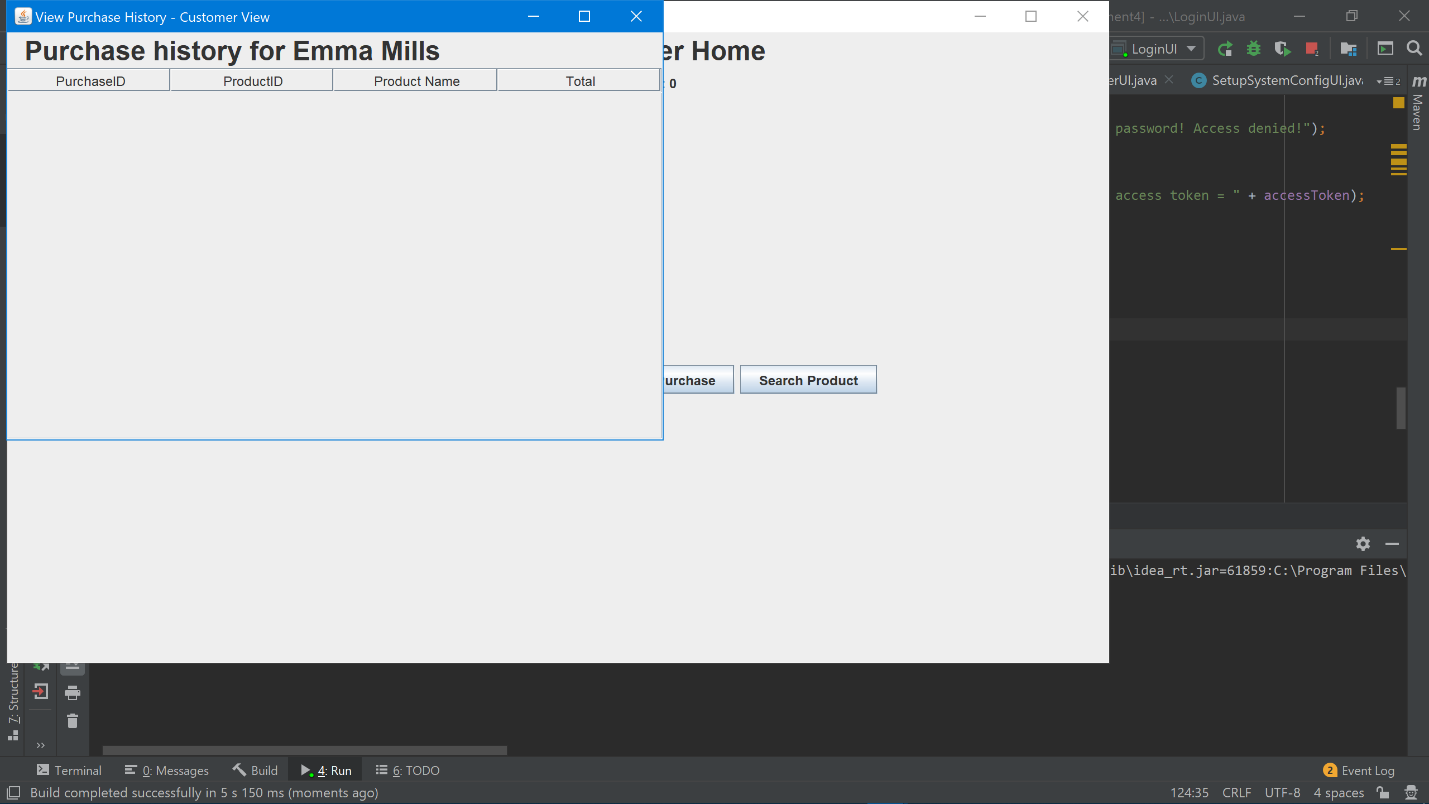 View Purchase History - Customer View
Purchase history for Emma Mills
PurchaseID ProductID Product Name Total
er Home
: 0
urchase
Search Product
ent4] - ...\LoginUI.java
LoginUI
erUI.java
SetupSystemConfigUI.java
2
m
Maven
password! Access denied!");
access token = " + accessToken);
ib\idea_rt.jar=61859:C:\Program Files\
7: Structure
Terminal
0: Messages
Build
4: Run
6: TODO
2 Event Log
Build completed successfully in 5 s 150 ms (moments ago)
124:35 CRLF UTF-8 4 spaces